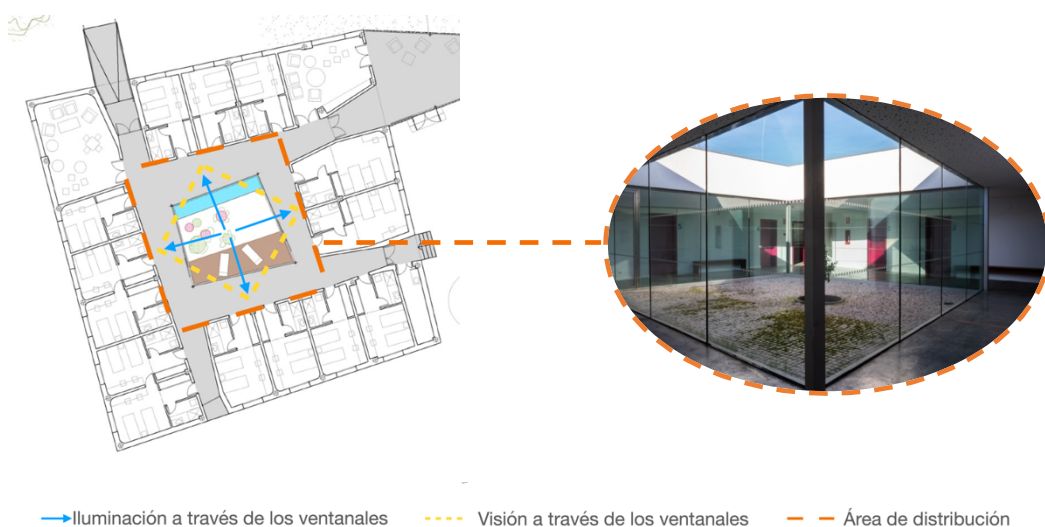 Iluminación a través de los ventanales
Visión a través de los ventanales
Área de distribución